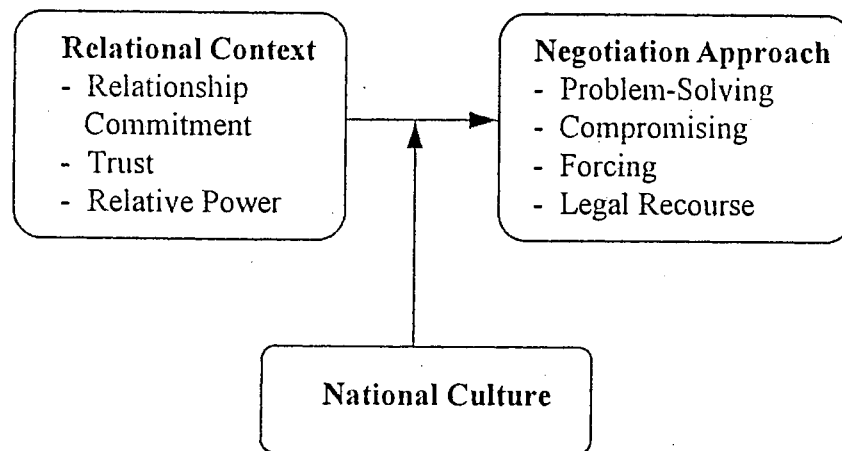 Relational Context
- Relationship
Commitment
- Trust
- Relative Power
Negotiation Approach
- Problem-Solving
- Compromising
- Forcing
- Legal Recourse
National Culture